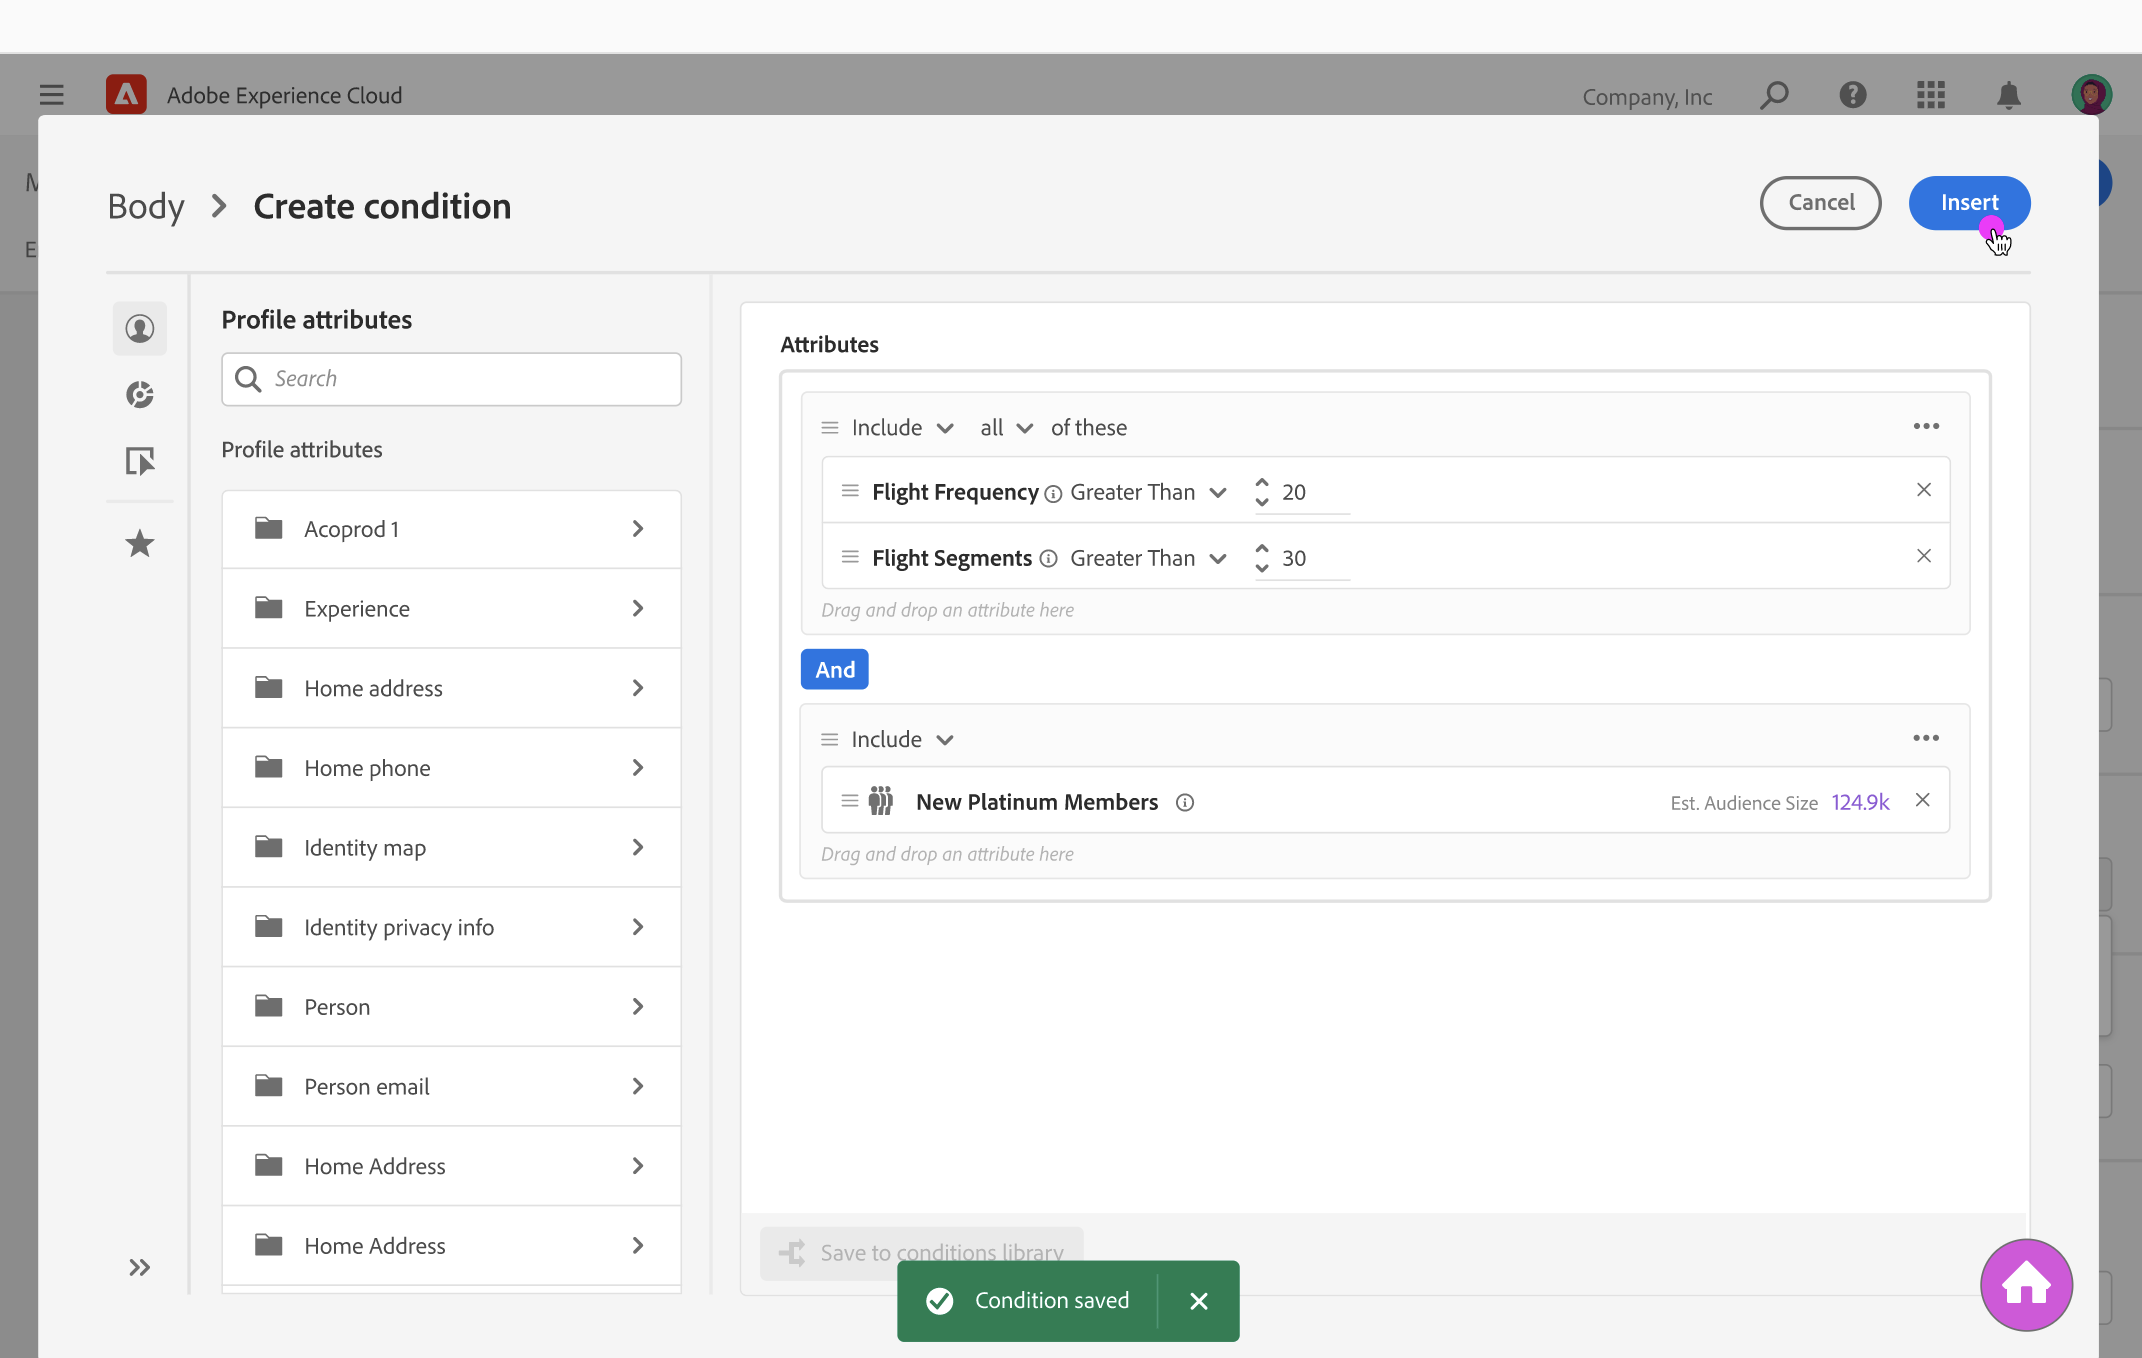 Adobe Experience Cloud
Company, Inc
Body
Create condition
Cancel
Insert
Profile attributes
Search
Profile attributes
Acoprod 1
Experience
Home address
Home phone
Identity map
Identity privacy info
Person
Person email
Home Address
Home Address
Attributes
Include all of these
Flight Frequency Greater Than 20
Flight Segments Greater Than 30
Drag and drop an attribute here
And
Include
New Platinum Members Est. Audience Size 124.9k
Drag and drop an attribute here
Save to conditions library
Condition saved